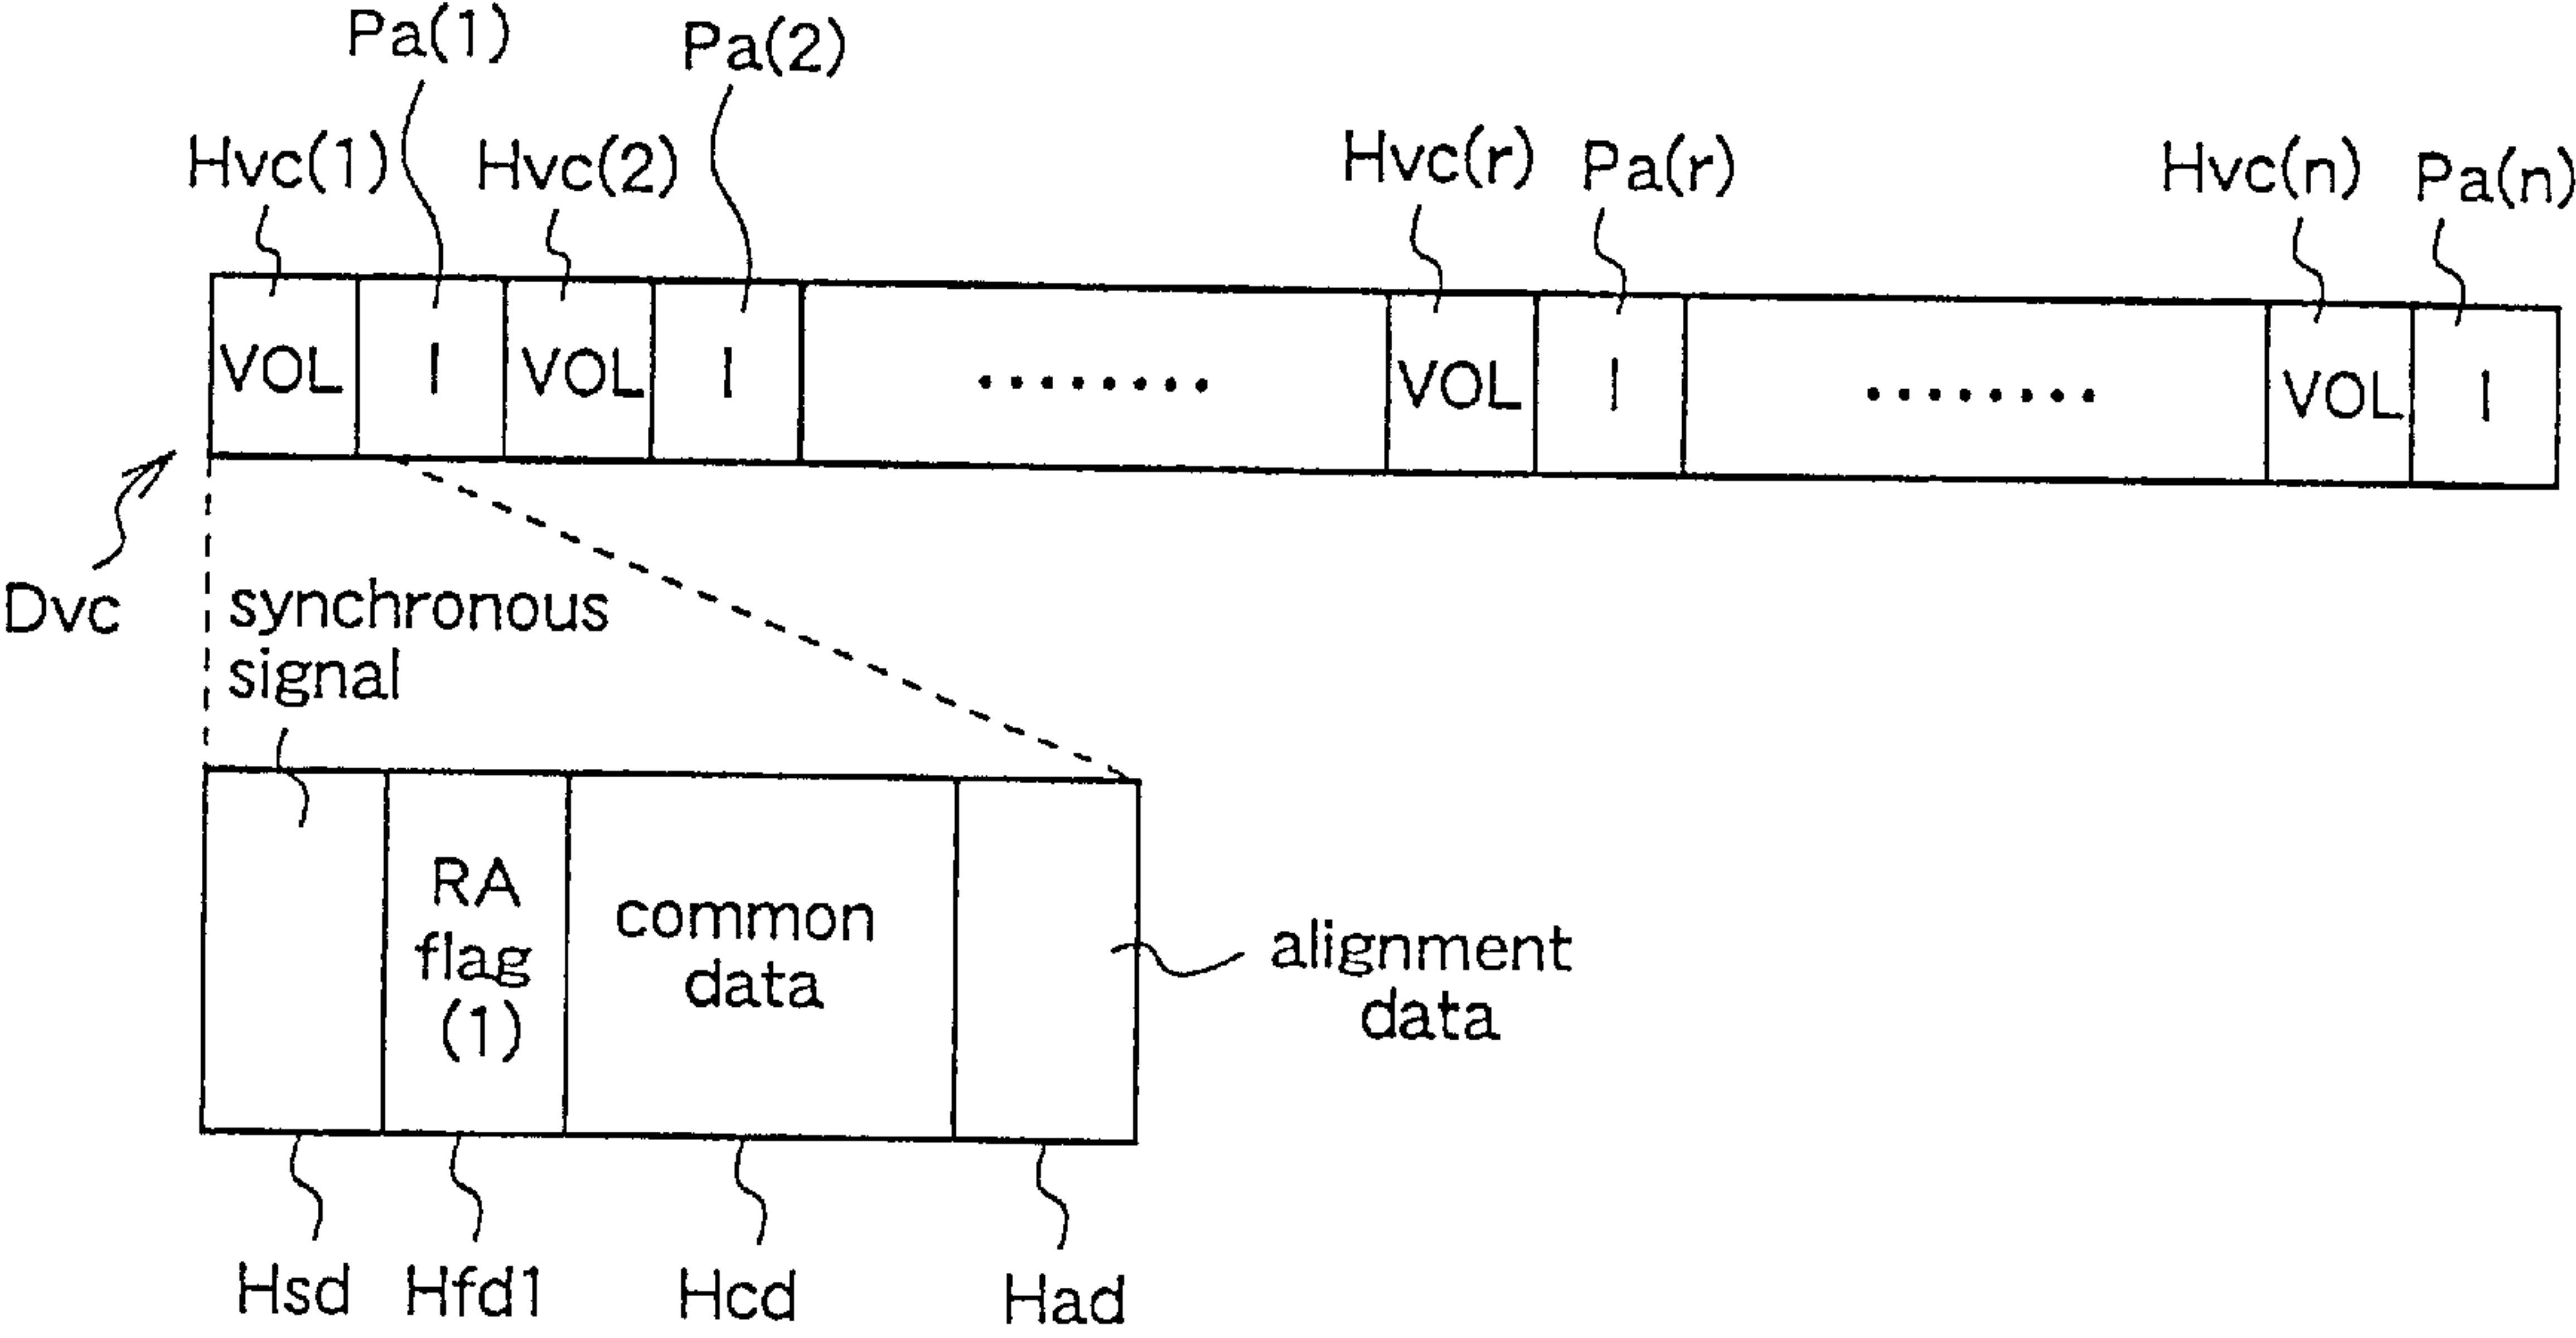 Pa(1)
Pa(2)
Hvc(1)
Hvc(2)
Hvc(r)
Pa(r)
Hvc(n)
Pa(n)
VOL
I
VOL
I
........
VOL
I
........
VOL
I
Dvc
synchronous
signal
RA
flag
(1)
common
data
alignment
data
Hsd
Hfd1
Hcd
Had